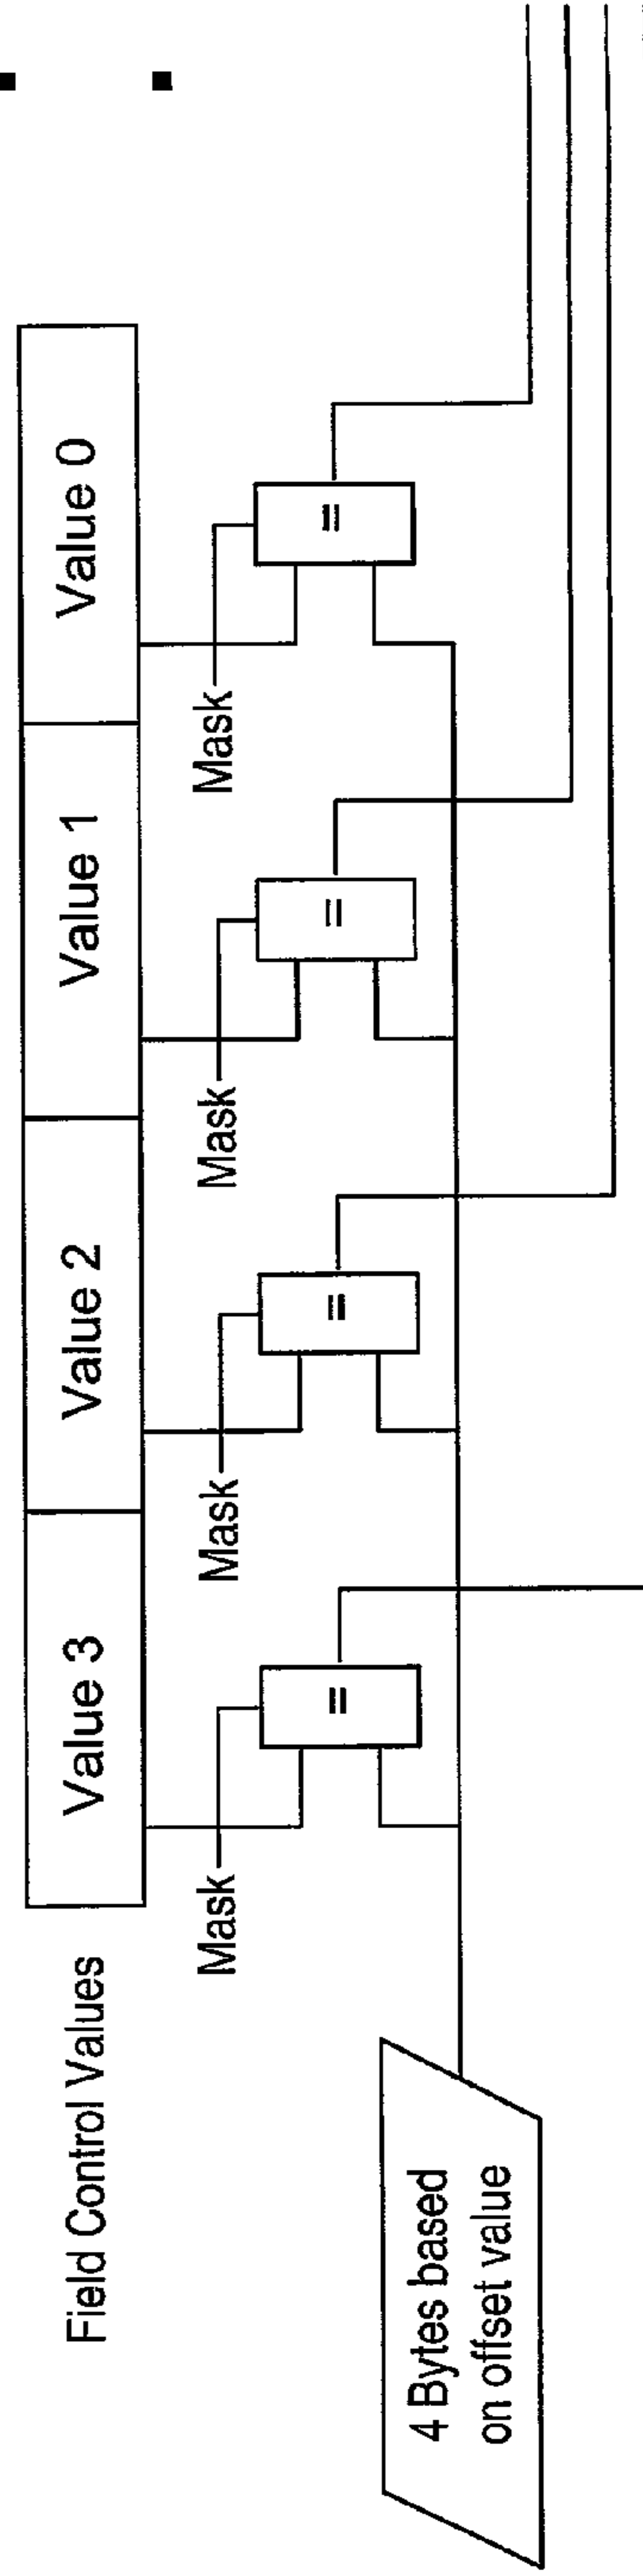 Field Control Values
Value 3
Value 2
Value 1
Value 0
Mask
Mask
Mask
Mask
=
=
=
=
4 Bytes based
on offset value